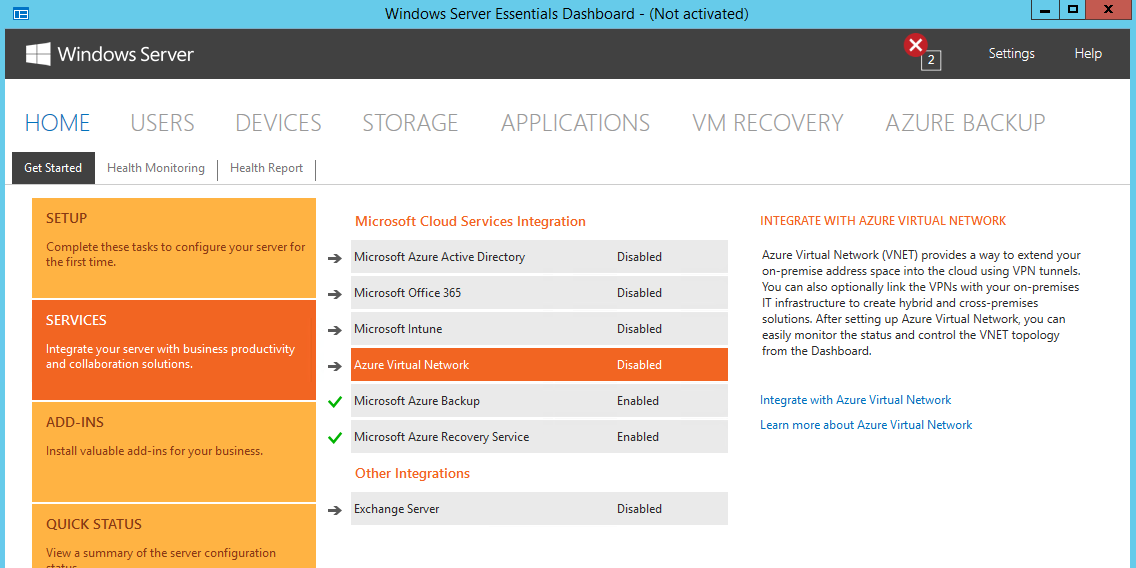 Windows Server Essentials Dashboard - (Not activated)
Windows Server
2
Settings
Help
HOME
USERS
DEVICES
STORAGE
APPLICATIONS
VM RECOVERY
AZURE BACKUP
Get Started
Health Monitoring
Health Report
SETUP
Complete these tasks to configure your server for
the first time.
SERVICES
Integrate your server with business productivity
and collaboration solutions.
ADD-INS
Install valuable add-ins for your business.
QUICK STATUS
View a summary of the server configuration
status.
Microsoft Cloud Services Integration
Microsoft Azure Active Directory Disabled
Microsoft Office 365 Disabled
Microsoft Intune Disabled
Azure Virtual Network Disabled
Microsoft Azure Backup Enabled
Microsoft Azure Recovery Service Enabled
Other Integrations
Exchange Server Disabled
INTEGRATE WITH AZURE VIRTUAL NETWORK
Azure Virtual Network (VNET) provides a way to extend your
on-premise address space into the cloud using VPN tunnels.
You can also optionally link the VPNs with your on-premises
IT infrastructure to create hybrid and cross-premises
solutions. After setting up Azure Virtual Network, you can
easily monitor the status and control the VNET topology
from the Dashboard.
Integrate with Azure Virtual Network
Learn more about Azure Virtual Network